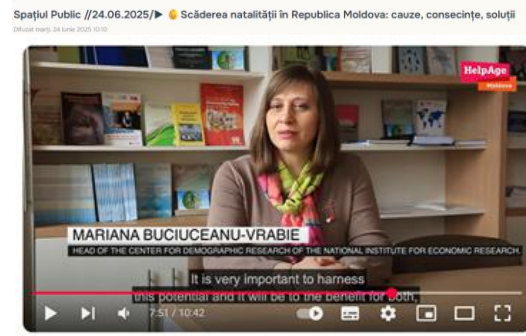 Spațiul Public //24.06.2025/▶ Scăderea natalității în Republica Moldova: cauze, consecințe, soluții
Difuzat marți, 24 iunie 2025 10:10
HelpAge
Moldova
MARIANA BUCIUCEANU-VRABIE
HEAD OF THE CENTER FOR DEMOGRAPHIC RESEARCH OF THE NATIONAL INSTITUTE FOR ECONOMIC RESEARCH,
It is very important to harness
this potential and it will be to the benefit for both,
7:51 / 10:42